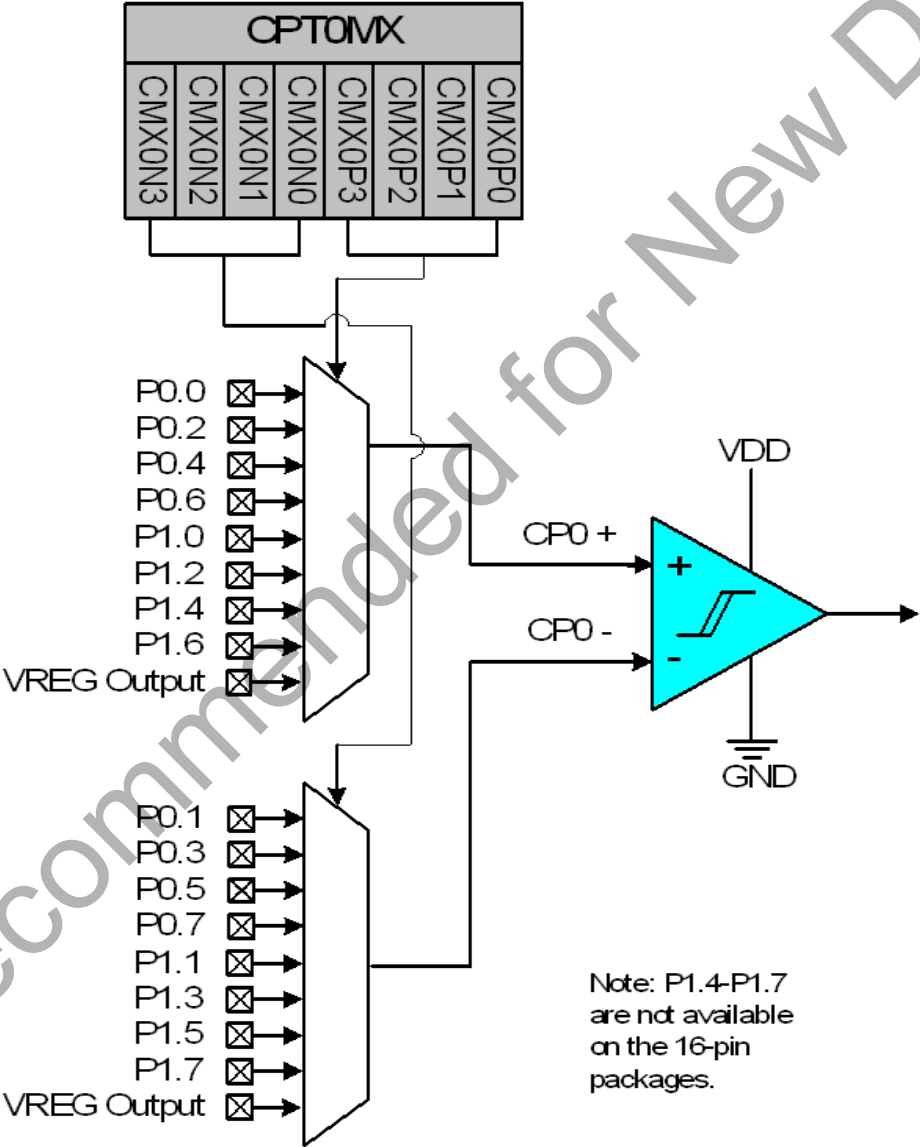 CPT0MX
CMX0N3
CMX0N2
CMX0N1
CMX0N0
CMX0P3
CMX0P2
CMX0P1
CMX0P0
P0.0
P0.2
P0.4
P0.6
P1.0
P1.2
P1.4
P1.6
VREG Output
CP0 +
CP0 -
VDD
+
-
GND
P0.1
P0.3
P0.5
P0.7
P1.1
P1.3
P1.5
P1.7
VREG Output
Note: P1.4-P1.7
are not available
on the 16-pin
packages.
ecommended for New D